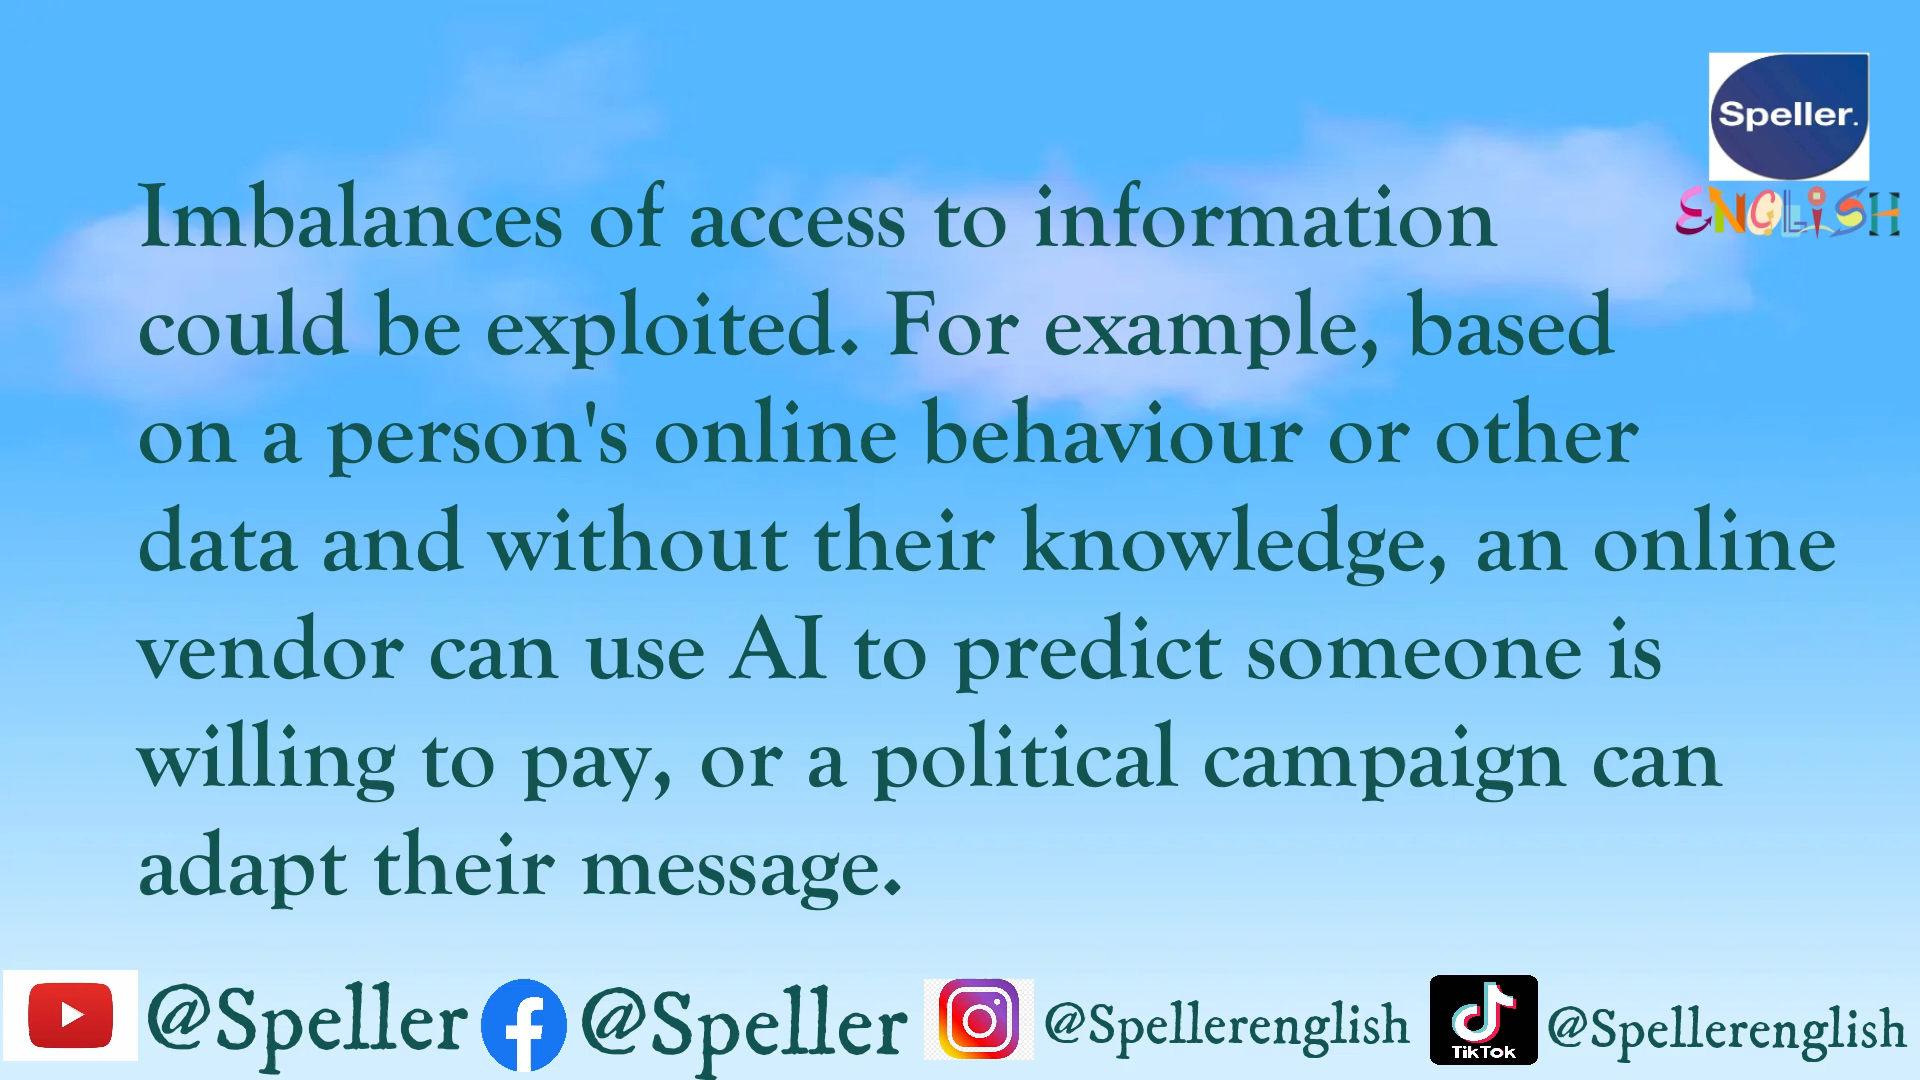 Speller.
ENGLISH
Imbalances of access to information
could be exploited. For example, based
on a person's online behaviour or other
data and without their knowledge, an online
vendor can use AI to predict someone is
willing to pay, or a political campaign can
adapt their message.
@Speller @Speller @Spellerenglish TikTok @Spellerenglish